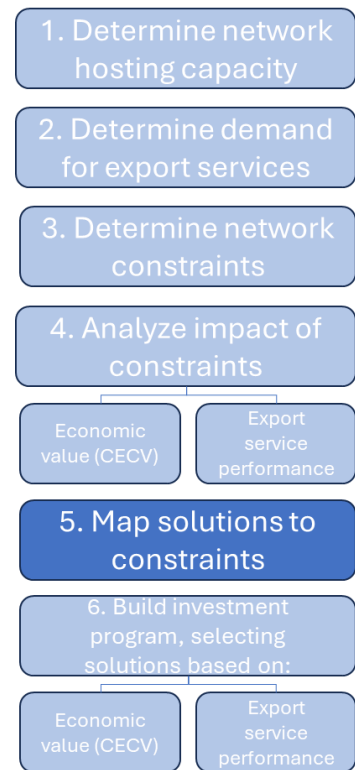 1. Determine network
hosting capacity
2. Determine demand
for export services
3. Determine network
constraints
4. Analyze impact of
constraints
Economic
value (CECV)
Export
service
performance
5. Map solutions to
constraints
6. Build investment
program, selecting
solutions based on:
Economic
value (CECV)
Export
service
performance